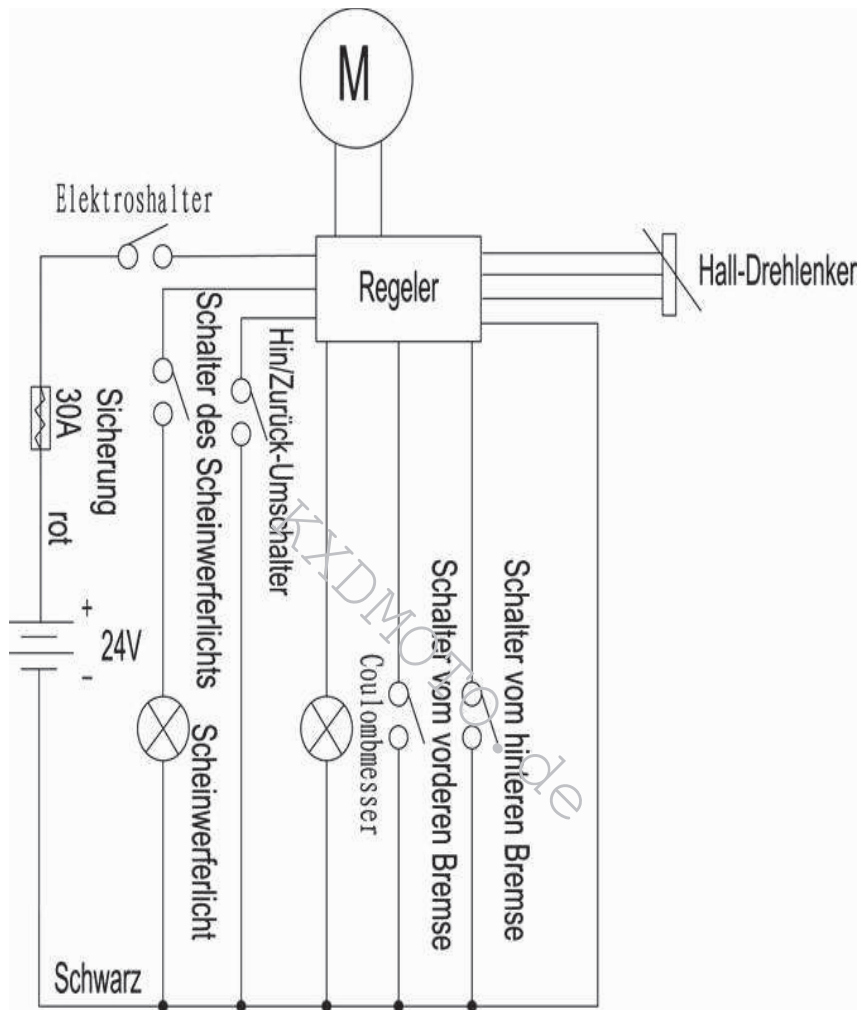 M
Elektroshalter
Regeler
Hall-Drehlenker
Sicherung
30A
rot
Schalter des Scheinwerferlichts
Hin/Zurück-Umschalter
+
24V
-
Scheinwerferlicht
Coulombmesser
Schalter vom vorderen Bremse
Schalter vom hinteren Bremse
KXDMOTO.de
Schwarz